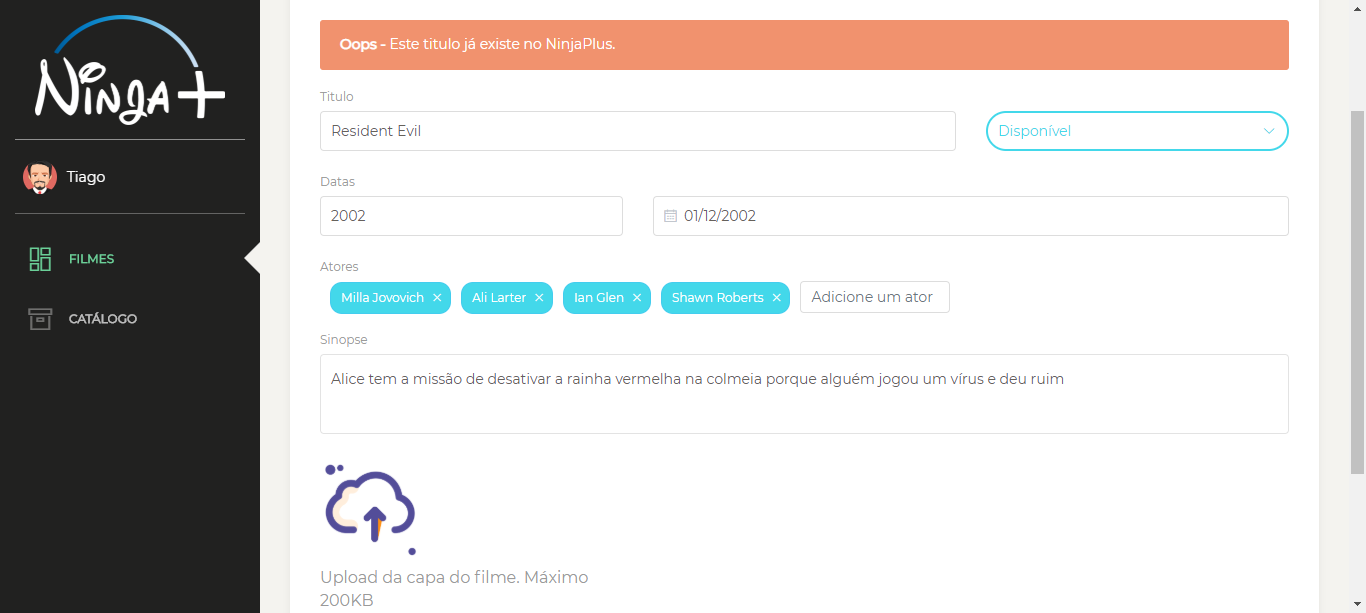 Ninja+
Oops - Este titulo já existe no NinjaPlus.
Titulo
Resident Evil
Disponível
Tiago
Datas
2002
01/12/2002
FILMES
Atores
Milla Jovovich ×
Ali Larter ×
Ian Glen ×
Shawn Roberts ×
Adicione um ator
CATÁLOGO
Sinopse
Alice tem a missão de desativar a rainha vermelha na colmeia porque alguém jogou um vírus e deu ruim
Upload da capa do filme. Máximo
200KB